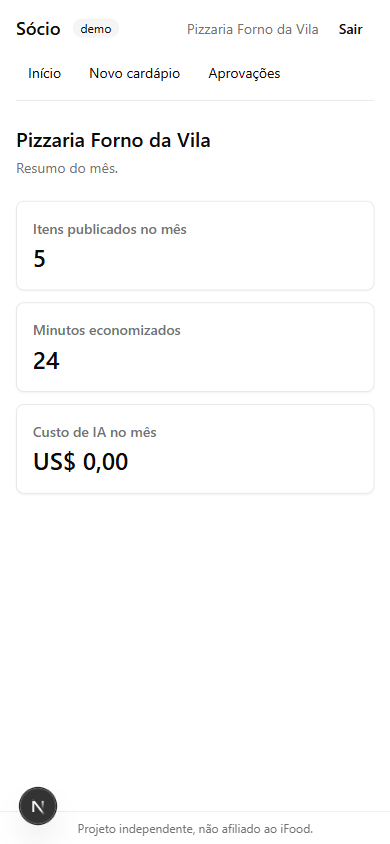 Sócio demo Pizzaria Forno da Vila Sair
Início Novo cardápio Aprovações
Pizzaria Forno da Vila
Resumo do mês.
Itens publicados no mês
5
Minutos economizados
24
Custo de IA no mês
US$ 0,00
N
Projeto independente, não afiliado ao iFood.